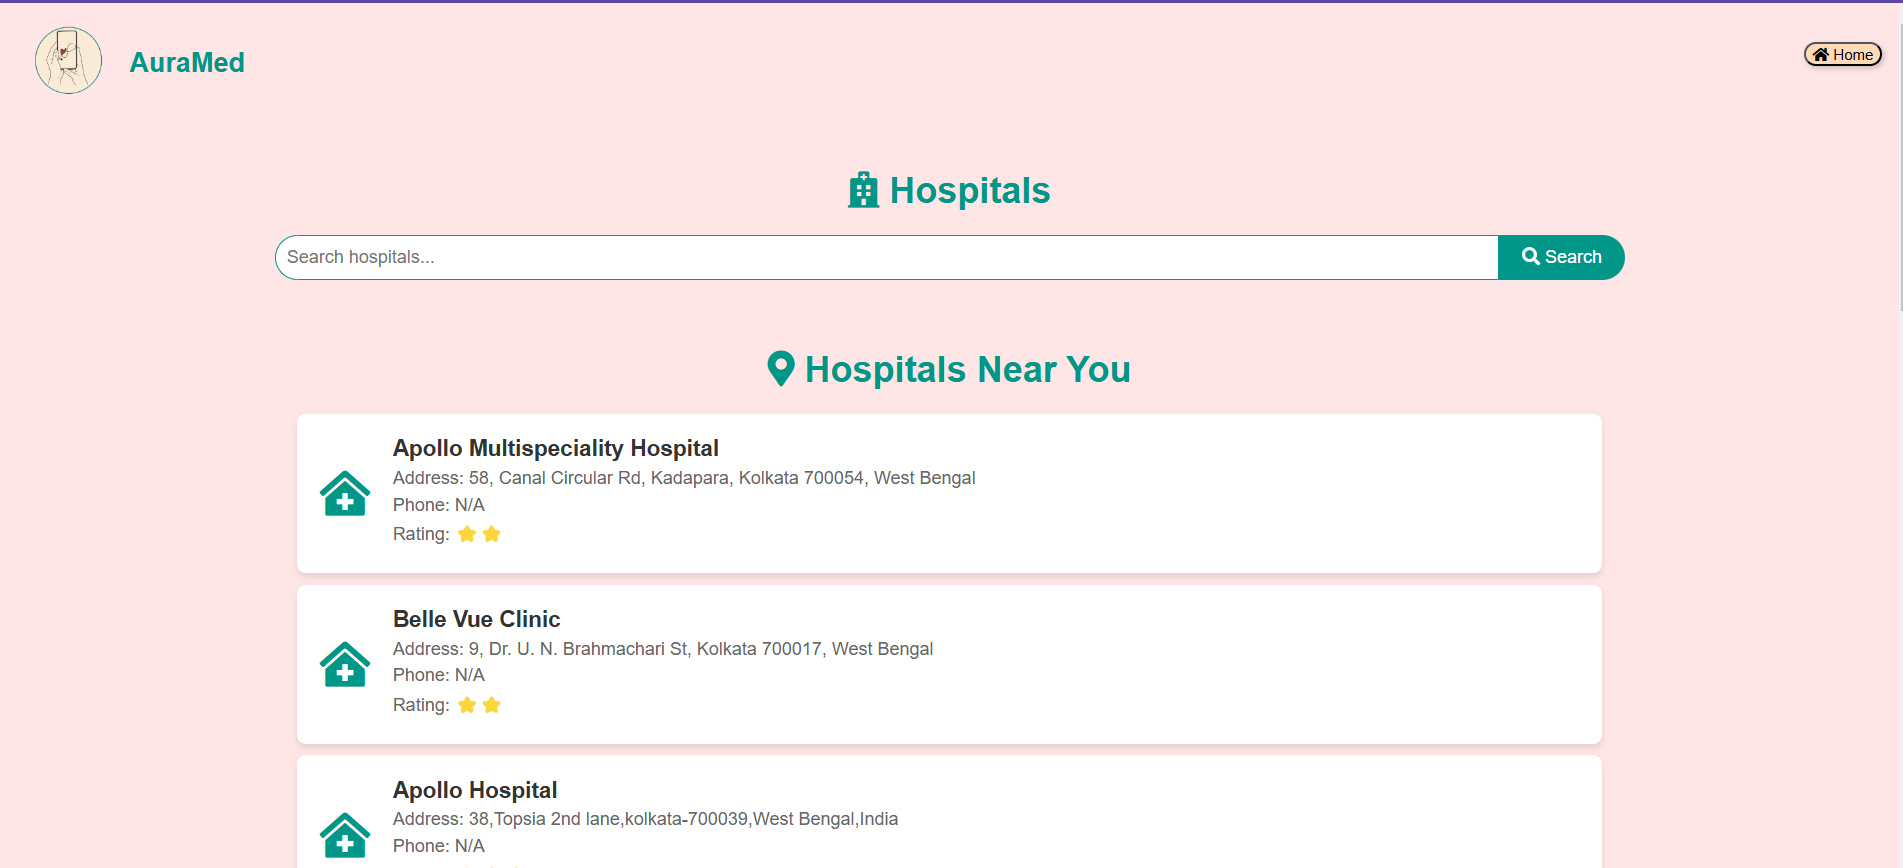 AuraMed
Home
Hospitals
Search hospitals...
Search
Hospitals Near You
Apollo Multispeciality Hospital
Address: 58, Canal Circular Rd, Kadapara, Kolkata 700054, West Bengal
Phone: N/A
Rating:
Belle Vue Clinic
Address: 9, Dr. U. N. Brahmachari St, Kolkata 700017, West Bengal
Phone: N/A
Rating:
Apollo Hospital
Address: 38,Topsia 2nd lane,kolkata-700039,West Bengal,India
Phone: N/A